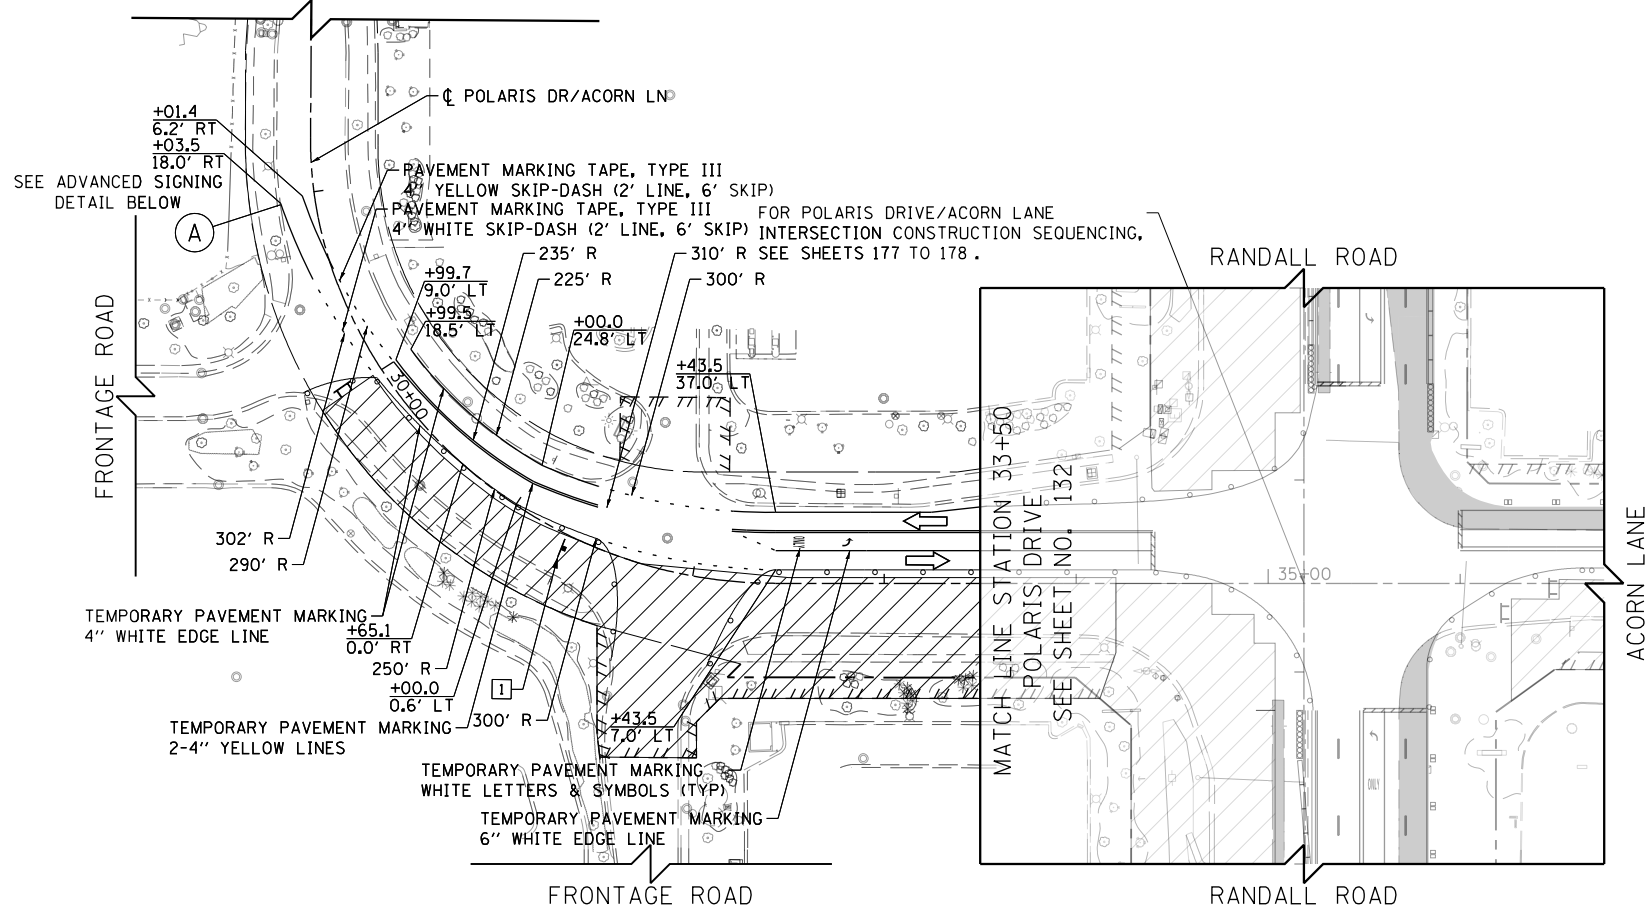 ℄ POLARIS DR/ACORN LN
+01.4
6.2' RT
+03.5
18.0' RT
SEE ADVANCED SIGNING
DETAIL BELOW
A
PAVEMENT MARKING TAPE, TYPE III
4" YELLOW SKIP-DASH (2' LINE, 6' SKIP)
PAVEMENT MARKING TAPE, TYPE III
4" WHITE SKIP-DASH (2' LINE, 6' SKIP)
FOR POLARIS DRIVE/ACORN LANE
INTERSECTION CONSTRUCTION SEQUENCING,
SEE SHEETS 177 TO 178 .
235' R
225' R
310' R
300' R
+99.7
9.0' LT
+99.5
18.5' LT
+00.0
24.8' LT
+43.5
37.0' LT
RANDALL ROAD
FRONTAGE ROAD
30+00
MATCH LINE STATION 33+50
POLARIS DRIVE
SEE SHEET NO. 132
35+00
ACORN LANE
ONLY
ONLY
302' R
290' R
TEMPORARY PAVEMENT MARKING
4" WHITE EDGE LINE
+65.1
0.0' RT
250' R
+00.0
0.6' LT
1
300' R
TEMPORARY PAVEMENT MARKING
2-4" YELLOW LINES
+43.5
7.0' LT
TEMPORARY PAVEMENT MARKING
WHITE LETTERS & SYMBOLS (TYP)
TEMPORARY PAVEMENT MARKING
6" WHITE EDGE LINE
FRONTAGE ROAD
RANDALL ROAD